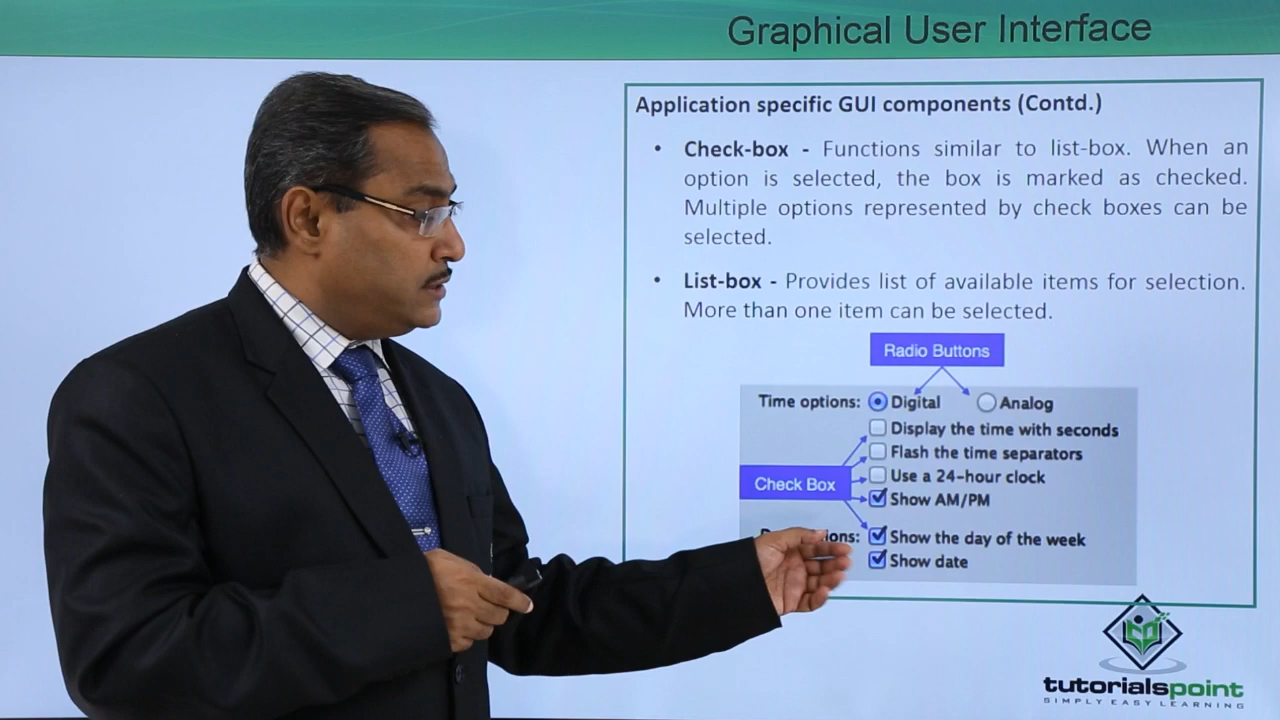 Graphical User Interface
Application specific GUI components (Contd.)
• Check-box - Functions similar to list-box. When an
option is selected, the box is marked as checked.
Multiple options represented by check boxes can be
selected.
• List-box - Provides list of available items for selection.
More than one item can be selected.
Radio Buttons
Time options: Digital Analog
Display the time with seconds
Flash the time separators
Use a 24-hour clock
Check Box
Show AM/PM
Show the day of the week
Show date
tutorialspoint
SIMPLY EASY LEARNING